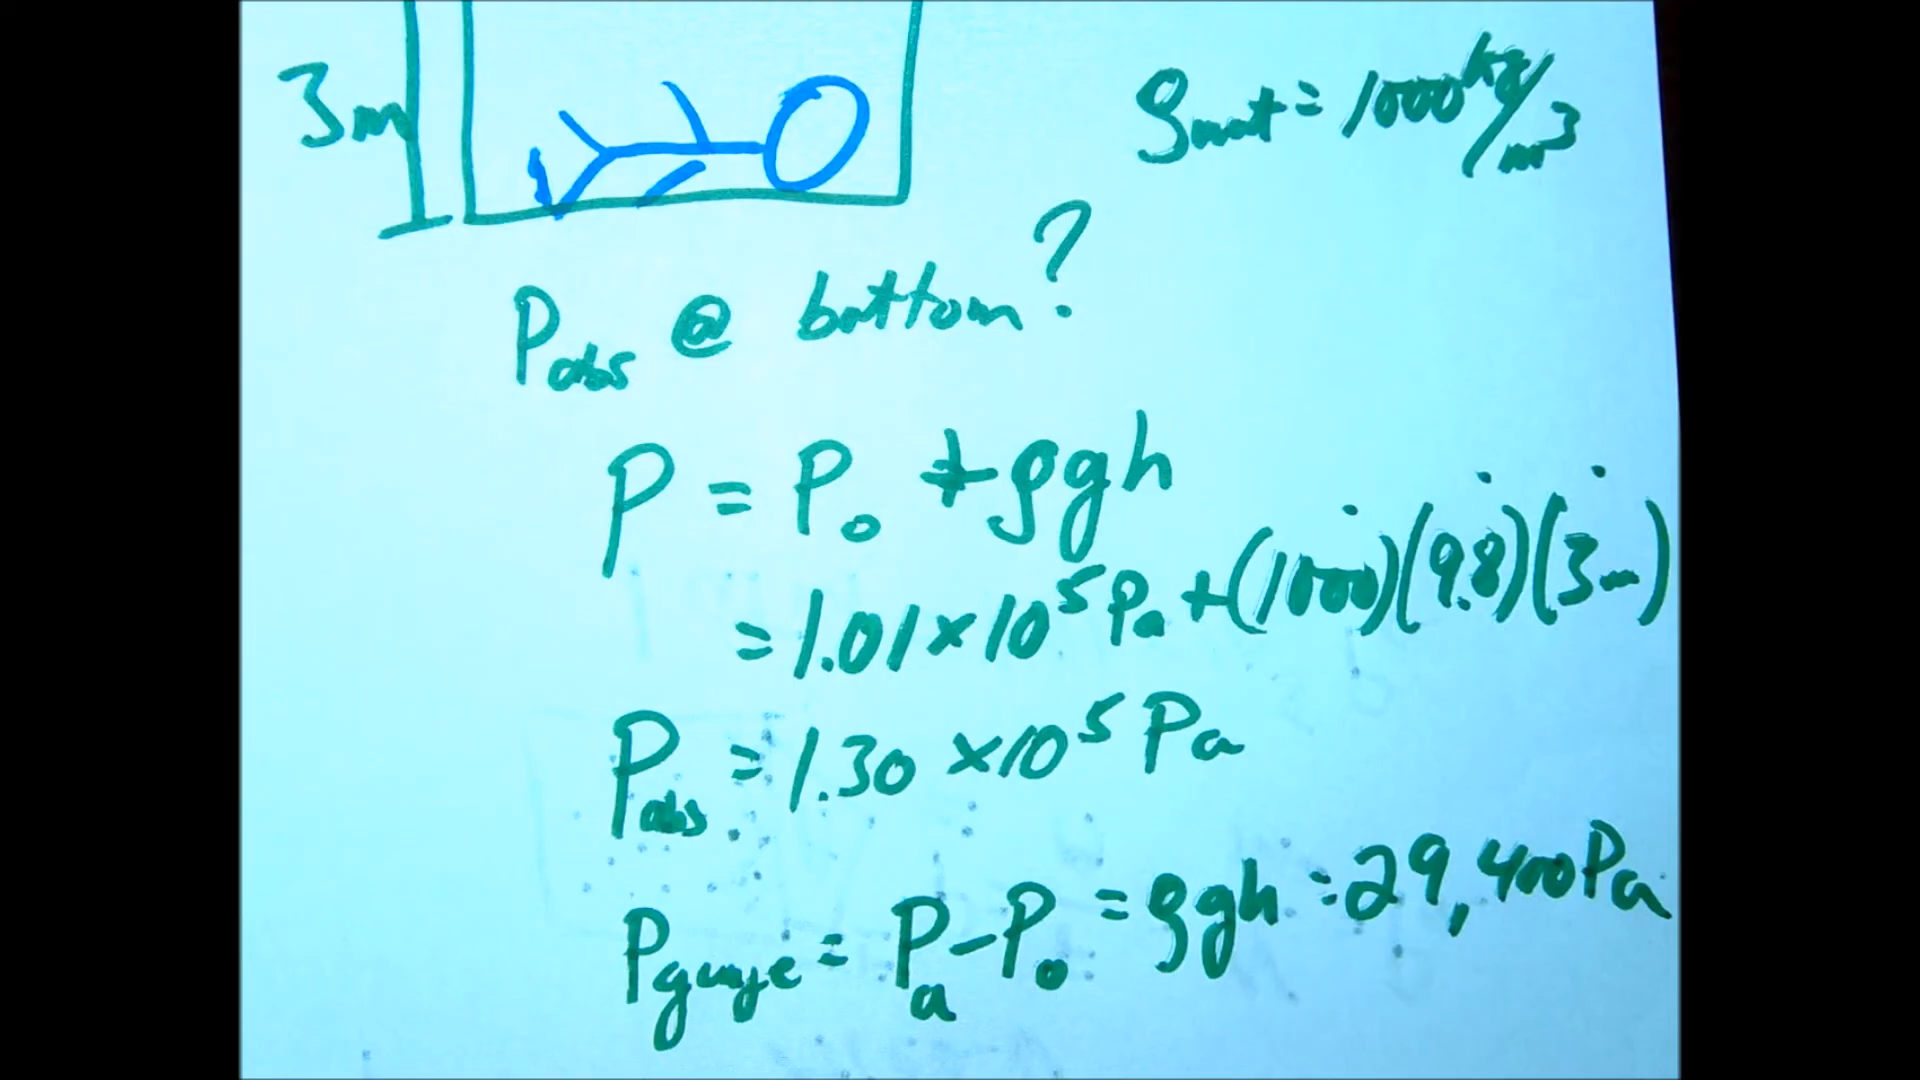 3m
ρmat = 1000 kg/m³
Pabs @ bottom?
P = P₀ + ρgh
= 1.01 × 10⁵ Pa + (1000)(9.8)(3m)
Pabs = 1.30 × 10⁵ Pa
Pgauge = Pa - P₀ = ρgh = 29,400 Pa